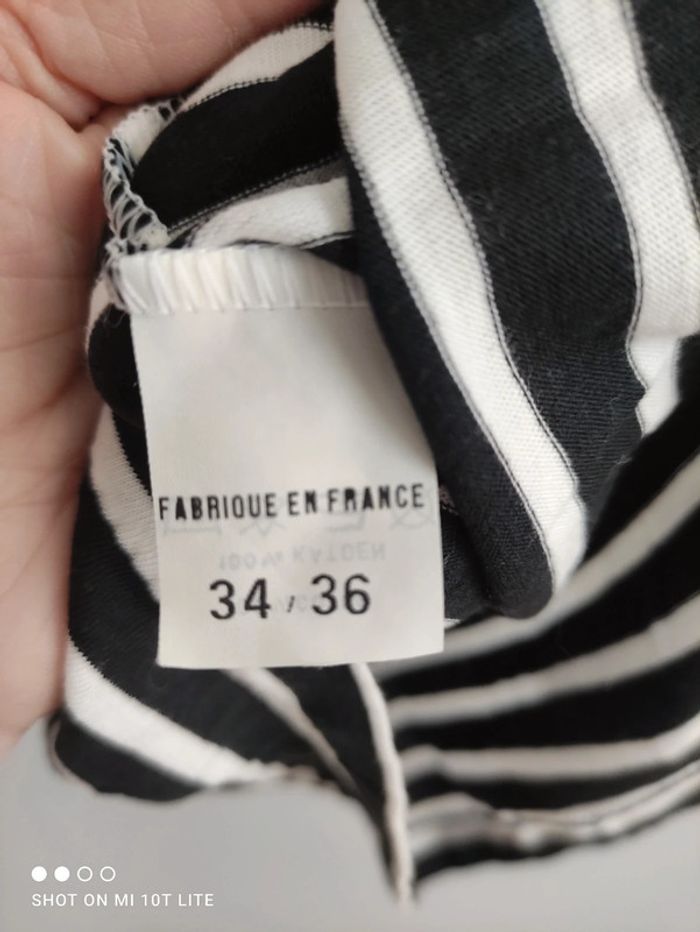 FABRIQUE EN FRANCE
34 / 36
SHOT ON MI 10T LITE